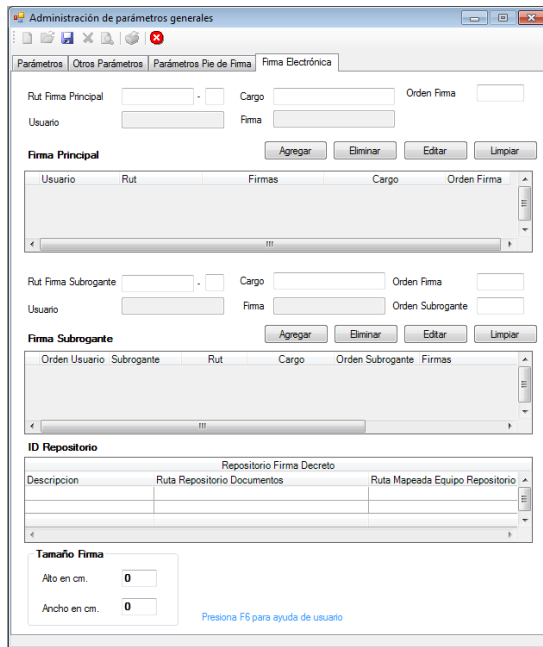 Administración de parámetros generales
Parámetros Otros Parámetros Parámetros Pie de Firma Firma Electrónica
Rut Firma Principal - Cargo Orden Firma
Usuario Firma
Firma Principal Agregar Eliminar Editar Limpiar
Usuario Rut Firmas Cargo Orden Firma
Rut Firma Subrogante - Cargo Orden Firma
Usuario Firma Orden Subrogante
Firma Subrogante Agregar Eliminar Editar Limpiar
Orden Usuario Subrogante Rut Cargo Orden Subrogante Firmas
ID Repositorio
Repositorio Firma Decreto
Descripcion Ruta Repositorio Documentos Ruta Mapeada Equipo Repositorio
Tamaño Firma
Alto en cm. 0
Ancho en cm. 0
Presiona F6 para ayuda de usuario